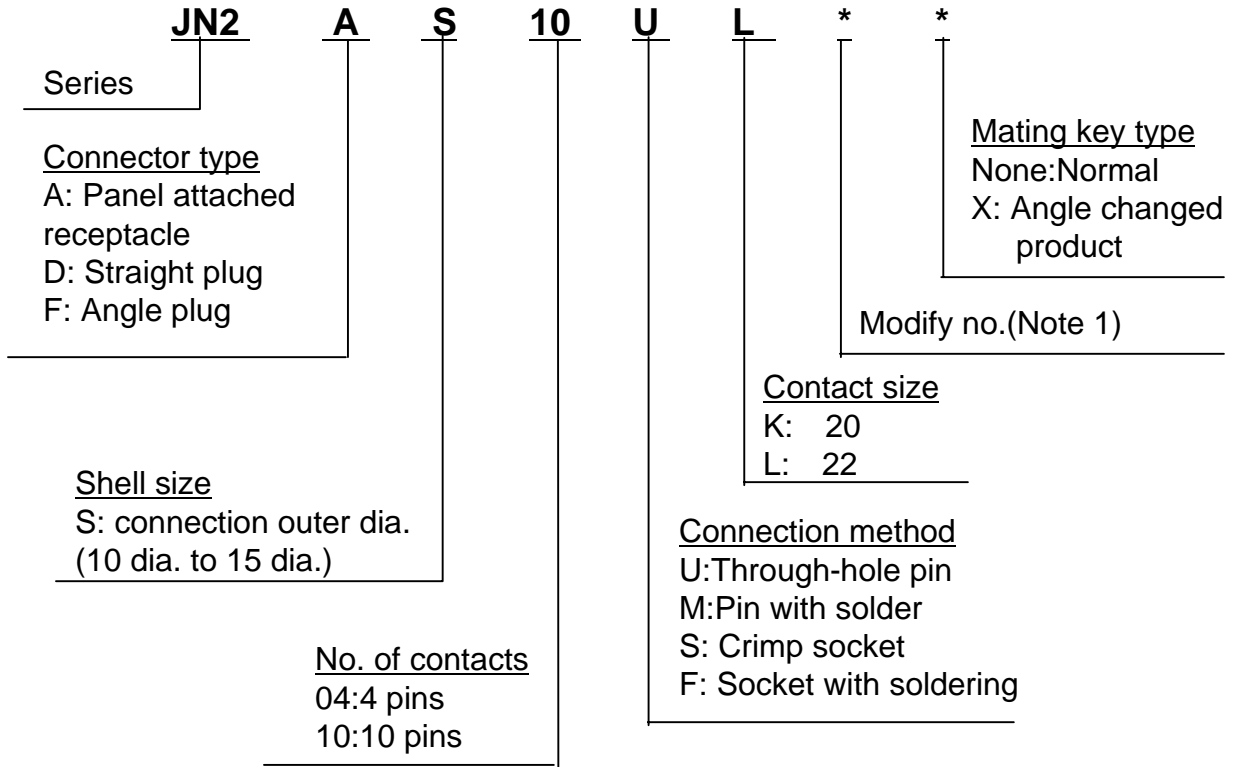 JN2 A S 10 U L * *
Series
Connector type
A: Panel attached
receptacle
D: Straight plug
F: Angle plug
Mating key type
None:Normal
X: Angle changed
product
Modify no.(Note 1)
Contact size
K: 20
L: 22
Shell size
S: connection outer dia.
(10 dia. to 15 dia.)
Connection method
U:Through-hole pin
M:Pin with solder
S: Crimp socket
F: Socket with soldering
No. of contacts
04:4 pins
10:10 pins